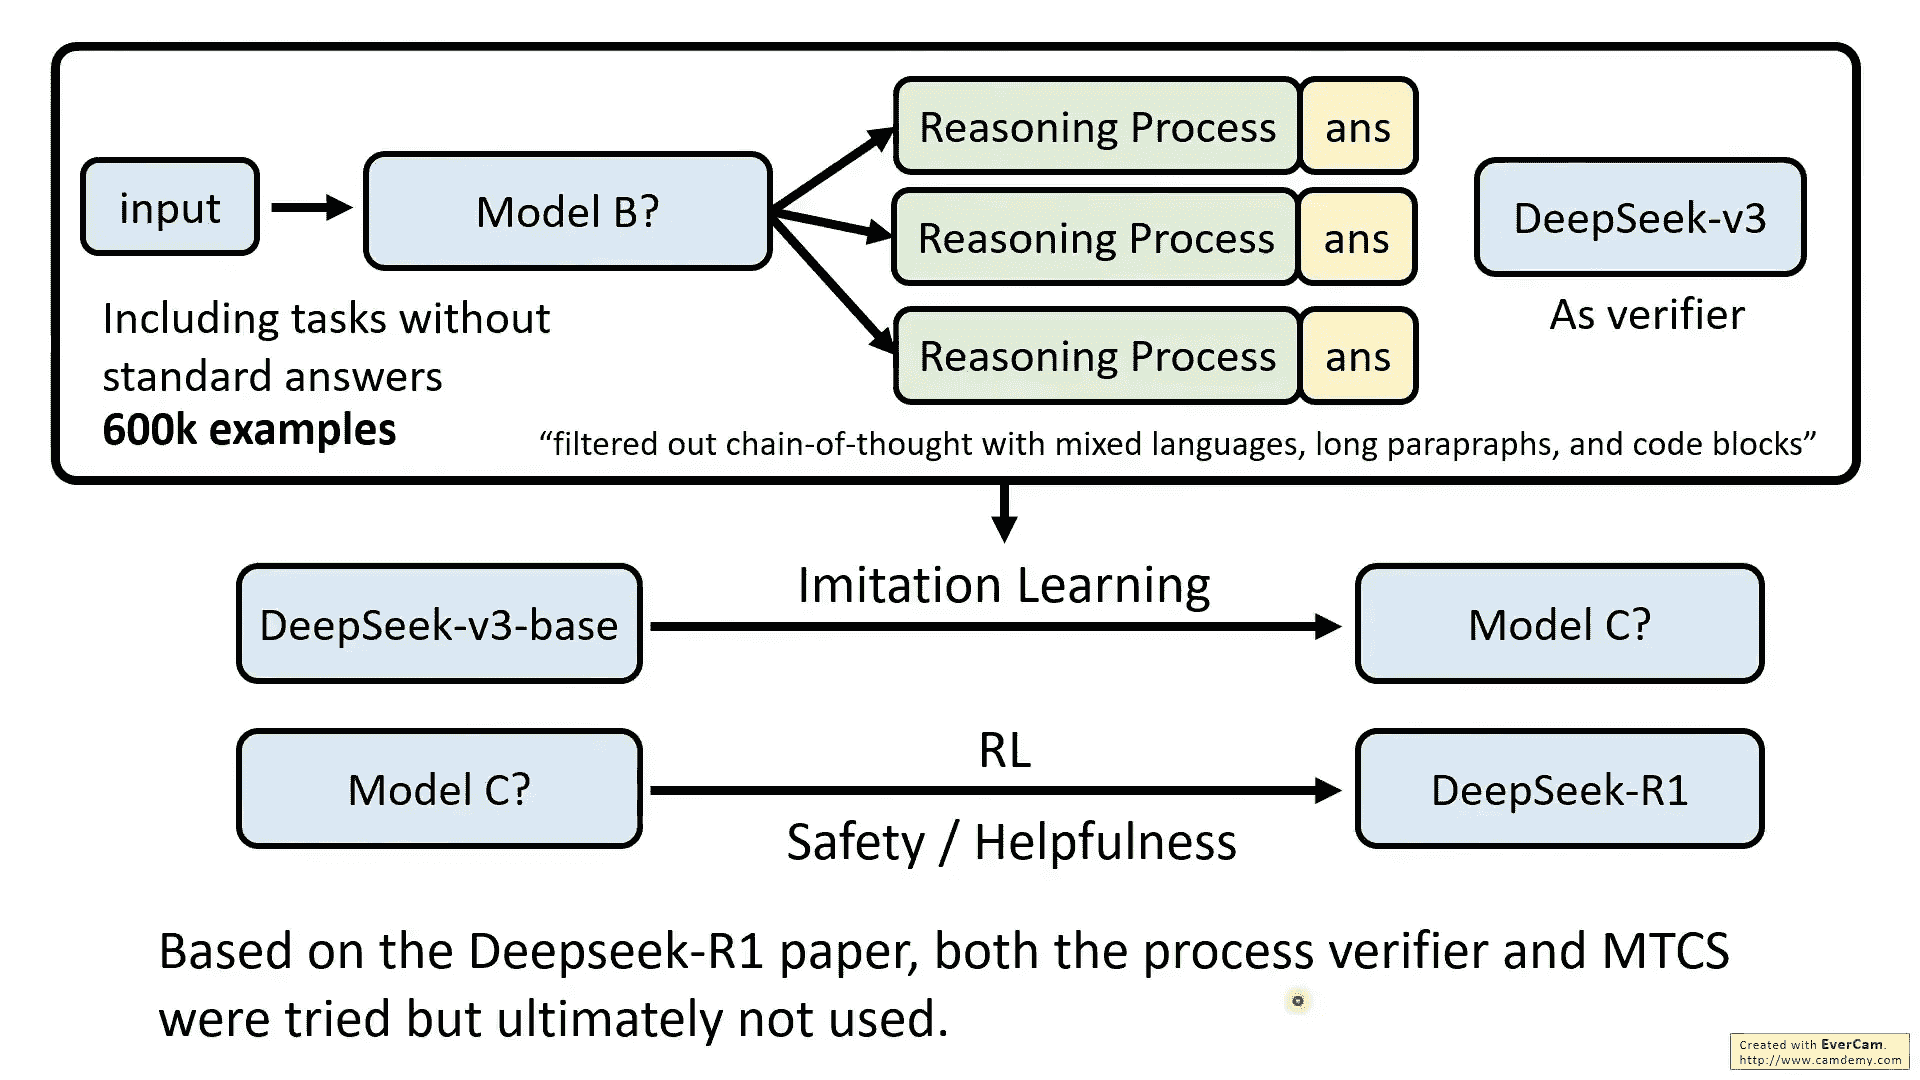 input
Model B?
Reasoning Process ans
Reasoning Process ans
Reasoning Process ans
DeepSeek-v3
As verifier
Including tasks without
standard answers
600k examples
“filtered out chain-of-thought with mixed languages, long parapraphs, and code blocks”
Imitation Learning
DeepSeek-v3-base
Model C?
RL
Model C?
DeepSeek-R1
Safety / Helpfulness
Based on the Deepseek-R1 paper, both the process verifier and MTCS
were tried but ultimately not used.
Created with EverCam.
http://www.camdemy.com